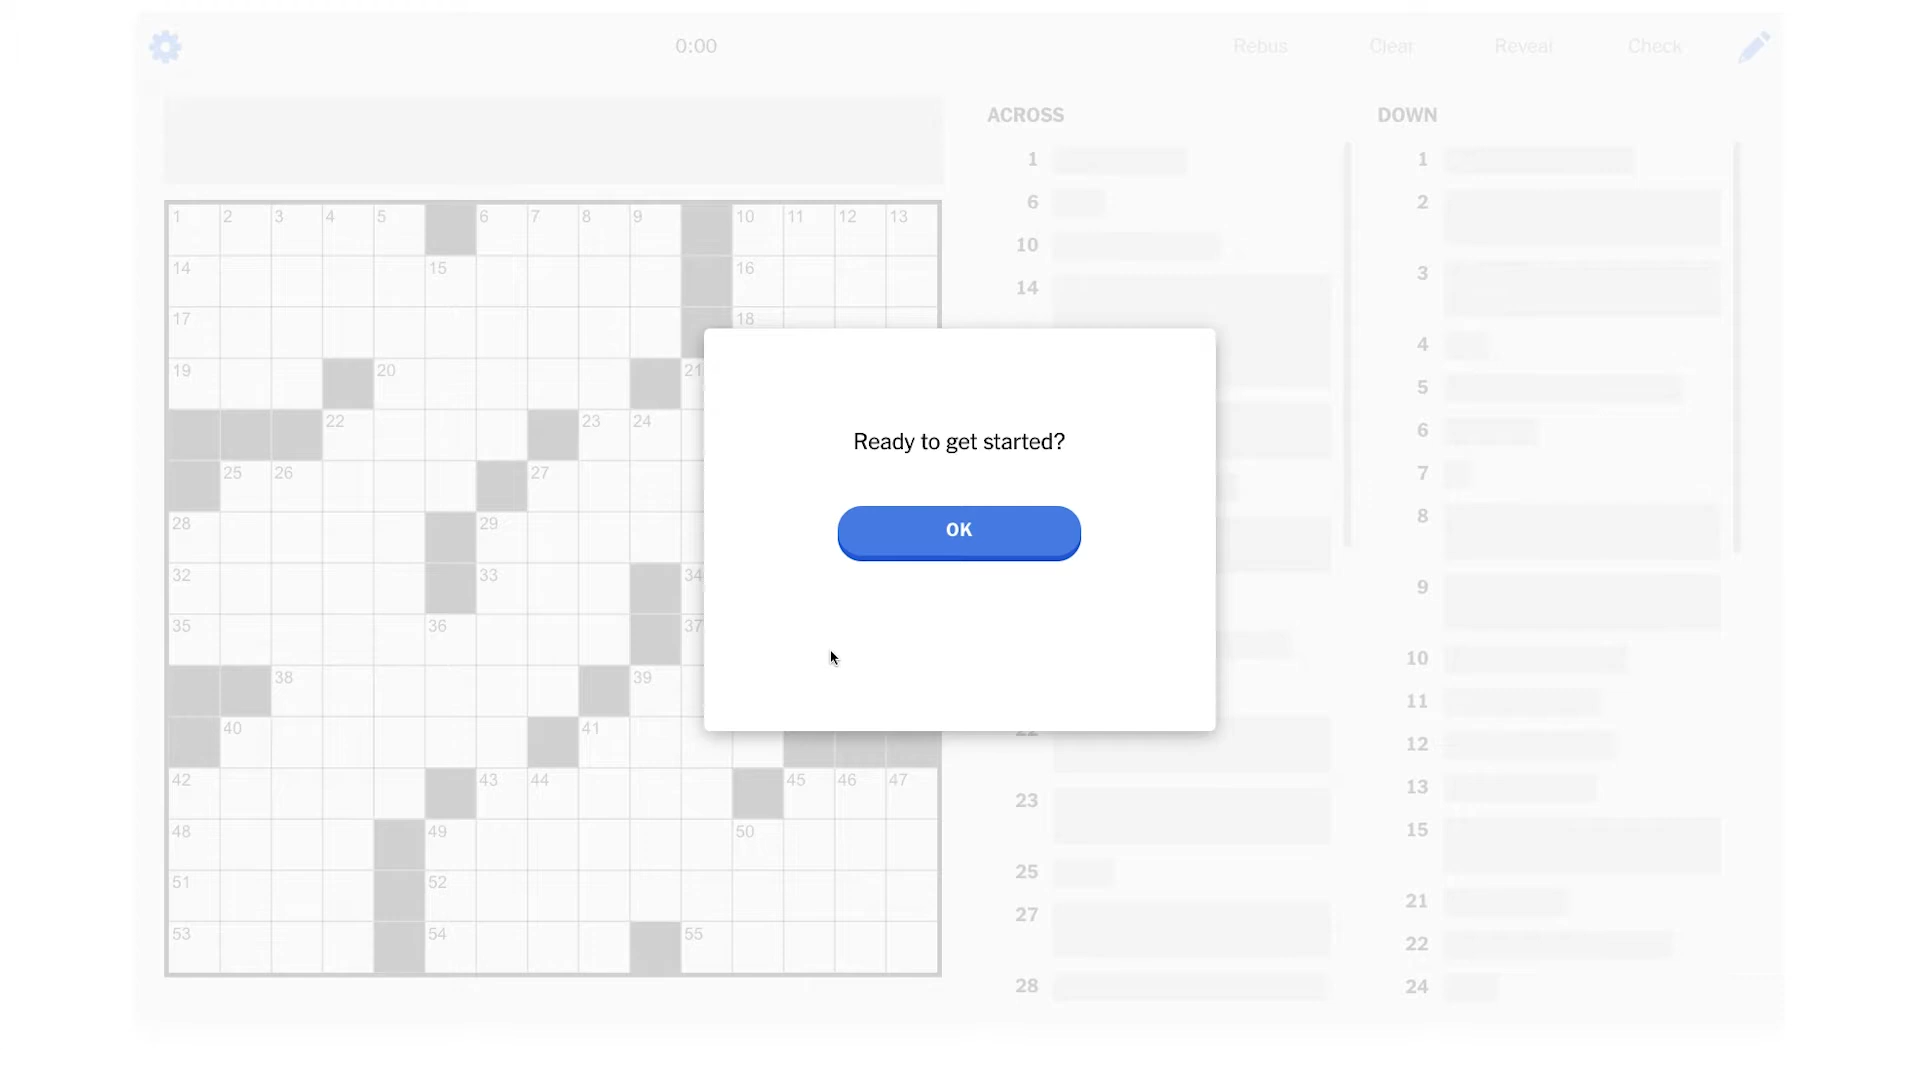 0:00
Rebus Clear Reveal Check
ACROSS
1
6
10
14
23
25
27
28
DOWN
1
2
3
4
5
6
7
8
9
10
11
12
13
15
21
22
24
1 2 3 4 5 6 7 8 9 10 11 12 13
14 15 16
17 18
19 20 21
22 23 24
25 26 27
28 29
32 33 34
35 36 37
38 39
40 41
42 43 44 45 46 47
48 49 50
51 52
53 54 55
Ready to get started?
OK